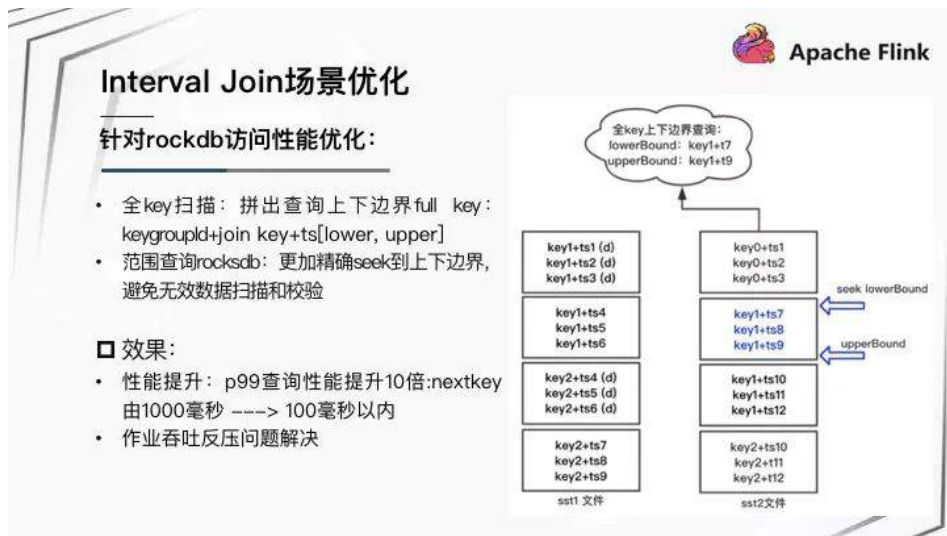 Apache Flink
Interval Join场景优化
针对rockdb访问性能优化：
• 全key扫描：拼出查询上下边界full key：
keygroupId+join key+ts[lower, upper]
• 范围查询rocksdb：更加精确seek到上下边界，
避免无效数据扫描和校验
效果：
• 性能提升：p99查询性能提升10倍:nextkey
由1000毫秒 ---> 100毫秒以内
• 作业吞吐反压问题解决
全key上下边界查询：
lowerBound：key1+t7
upperBound：key1+t9
key1+ts1 (d)
key1+ts2 (d)
key1+ts3 (d)
key1+ts4
key1+ts5
key1+ts6
key2+ts4 (d)
key2+ts5 (d)
key2+ts6 (d)
key2+ts7
key2+ts8
key2+ts9
sst1 文件
key0+ts1
key0+ts2
key0+ts3
seek lowerBound
key1+ts7
key1+ts8
key1+ts9
upperBound
key1+ts10
key1+ts11
key1+ts12
key2+ts10
key2+t11
key2+t12
sst2文件